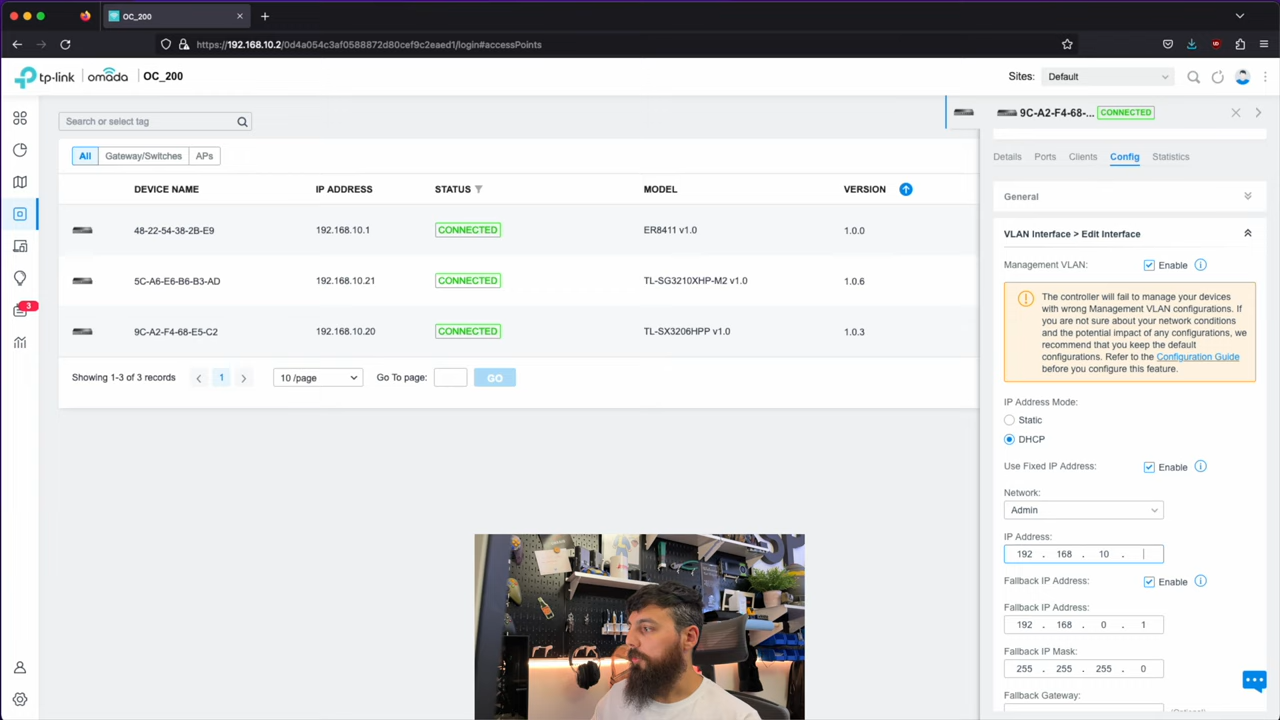 OC_200
https://192.168.10.2/0d4a054c3af0588872d80cef9c2eaed1/login#accessPoints
tp-link omada OC_200
Sites: Default
Search or select tag
9C-A2-F4-68-... CONNECTED
All Gateway/Switches APs
Details Ports Clients Config Statistics
DEVICE NAME IP ADDRESS STATUS MODEL VERSION
48-22-54-38-2B-E9 192.168.10.1 CONNECTED ER8411 v1.0 1.0.0
5C-A6-E6-B6-B3-AD 192.168.10.21 CONNECTED TL-SG3210XHP-M2 v1.0 1.0.6
9C-A2-F4-68-E5-C2 192.168.10.20 CONNECTED TL-SX3206HPP v1.0 1.0.3
Showing 1-3 of 3 records 1 10 /page Go To page: GO
3
General
VLAN Interface > Edit Interface
Management VLAN: Enable
The controller will fail to manage your devices
with wrong Management VLAN configurations. If
you are not sure about your network conditions
and the potential impact of any configurations, we
recommend that you keep the default
configurations. Refer to the Configuration Guide
before you configure this feature.
IP Address Mode:
Static
DHCP
Use Fixed IP Address: Enable
Network:
Admin
IP Address:
192 . 168 . 10 .
Fallback IP Address: Enable
Fallback IP Address:
192 . 168 . 0 . 1
Fallback IP Mask:
255 . 255 . 255 . 0
Fallback Gateway:
(Optional)